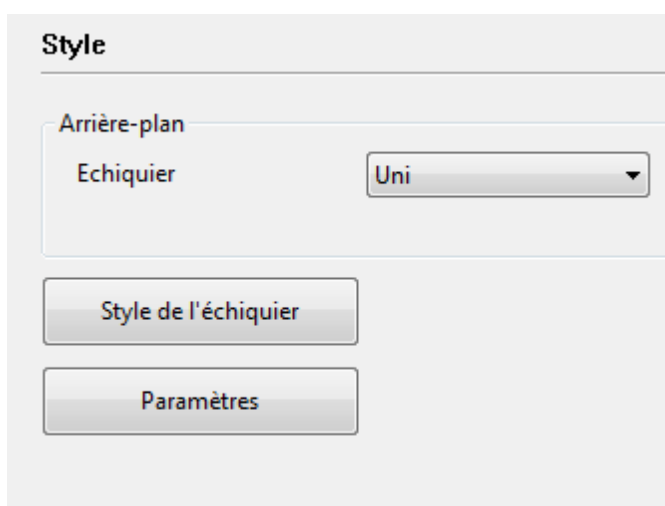 Style
Arrière-plan
Echiquier
Uni
Style de l'échiquier
Paramètres